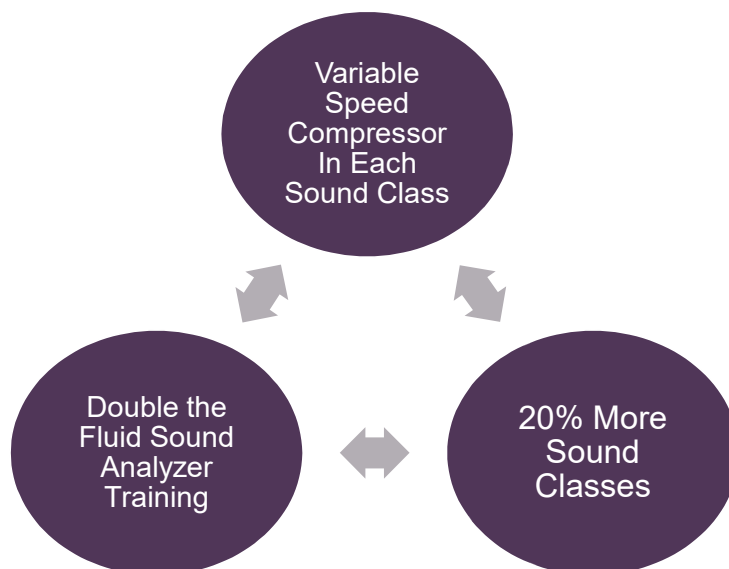 Variable
Speed
Compressor
In Each
Sound Class
Double the
Fluid Sound
Analyzer
Training
20% More
Sound
Classes